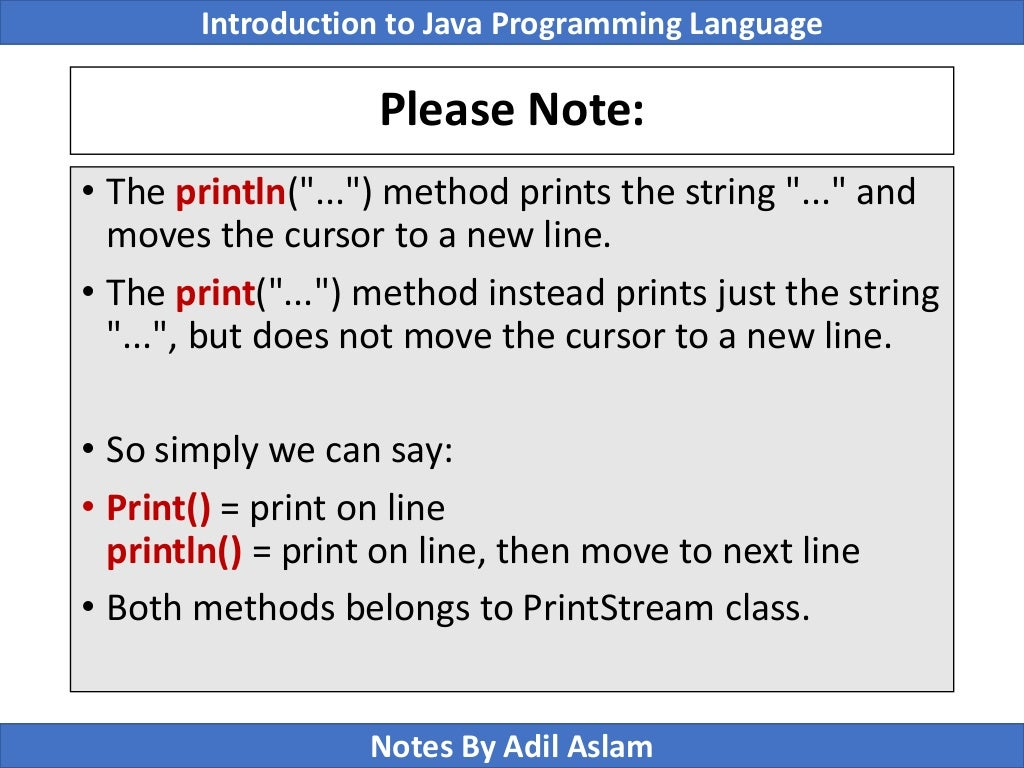 Introduction to Java Programming Language
Please Note:
• The println("...") method prints the string "..." and
moves the cursor to a new line.
• The print("...") method instead prints just the string
"...", but does not move the cursor to a new line.
• So simply we can say:
• Print() = print on line
println() = print on line, then move to next line
• Both methods belongs to PrintStream class.
Notes By Adil Aslam